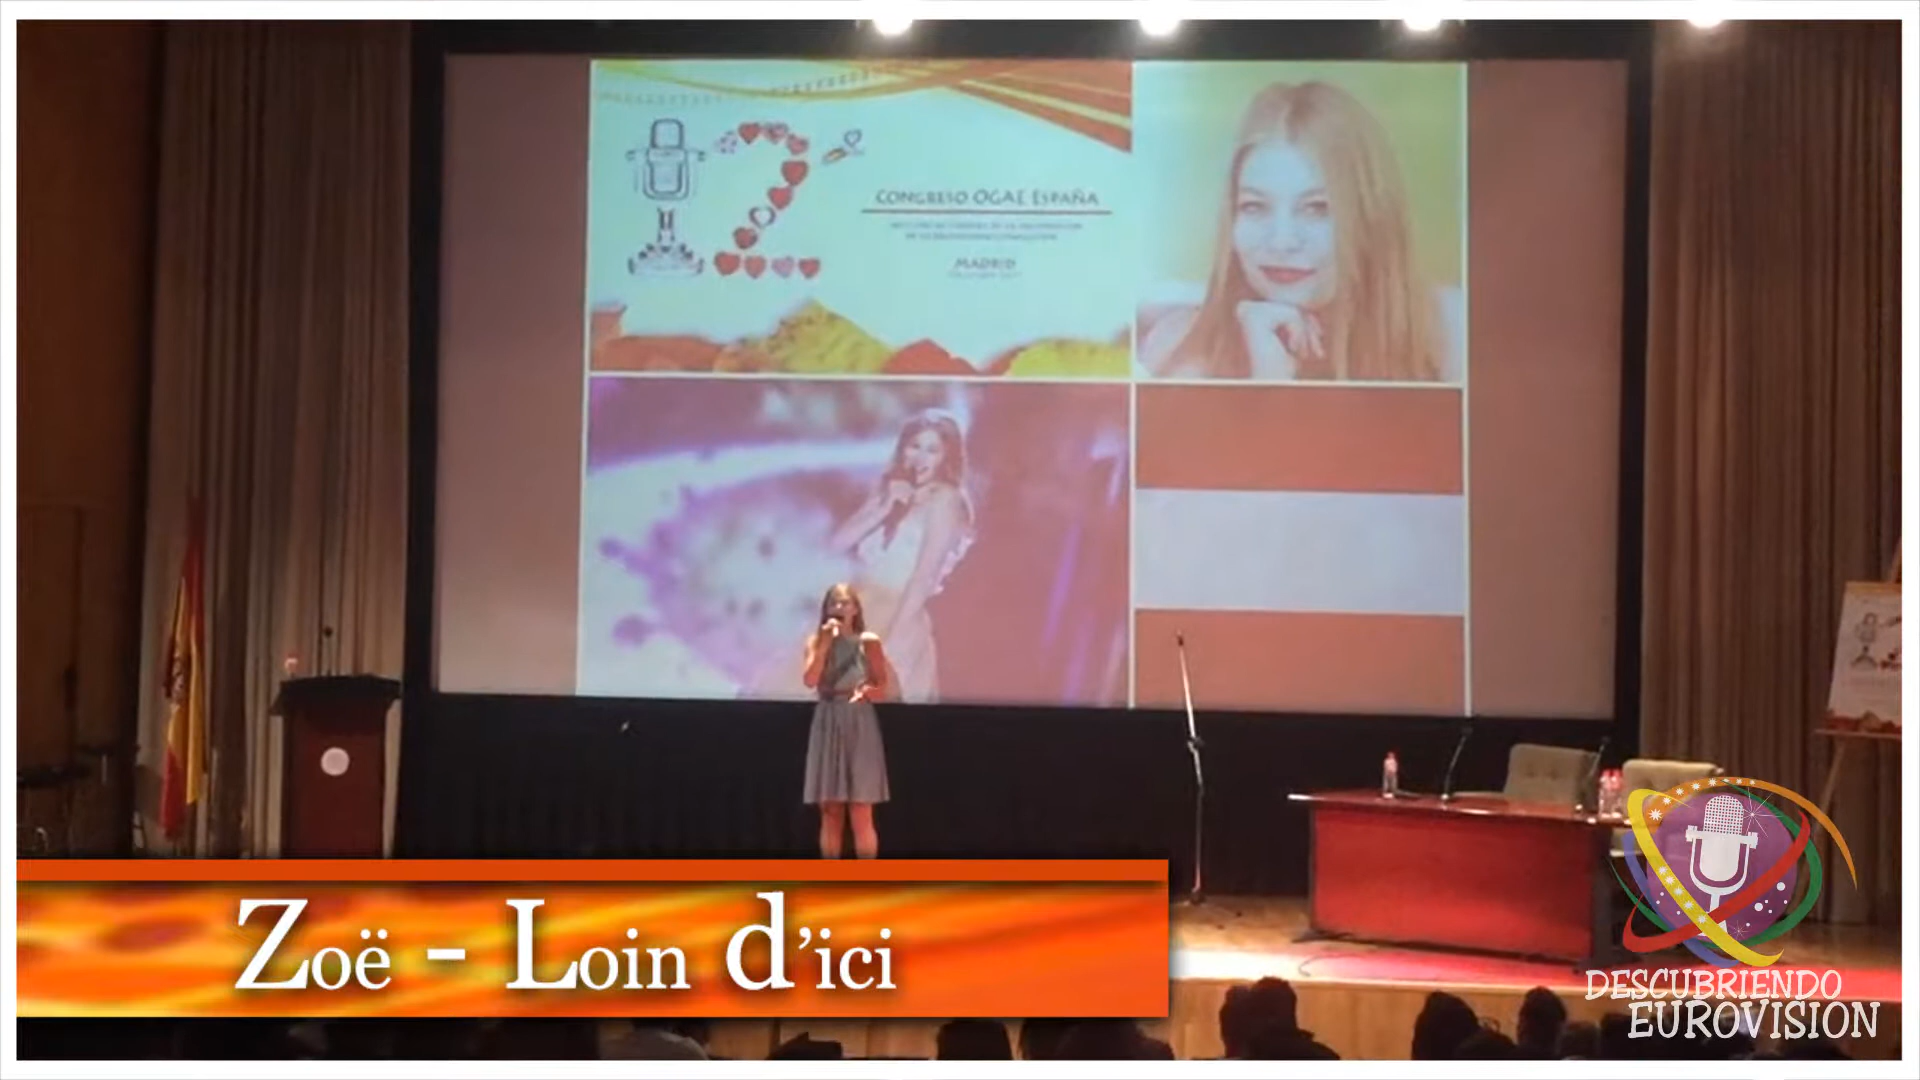 CONGRESO OGAE ESPAÑA
MADRID
Zoë - Loin d'ici
DESCUBRIENDO
EUROVISION